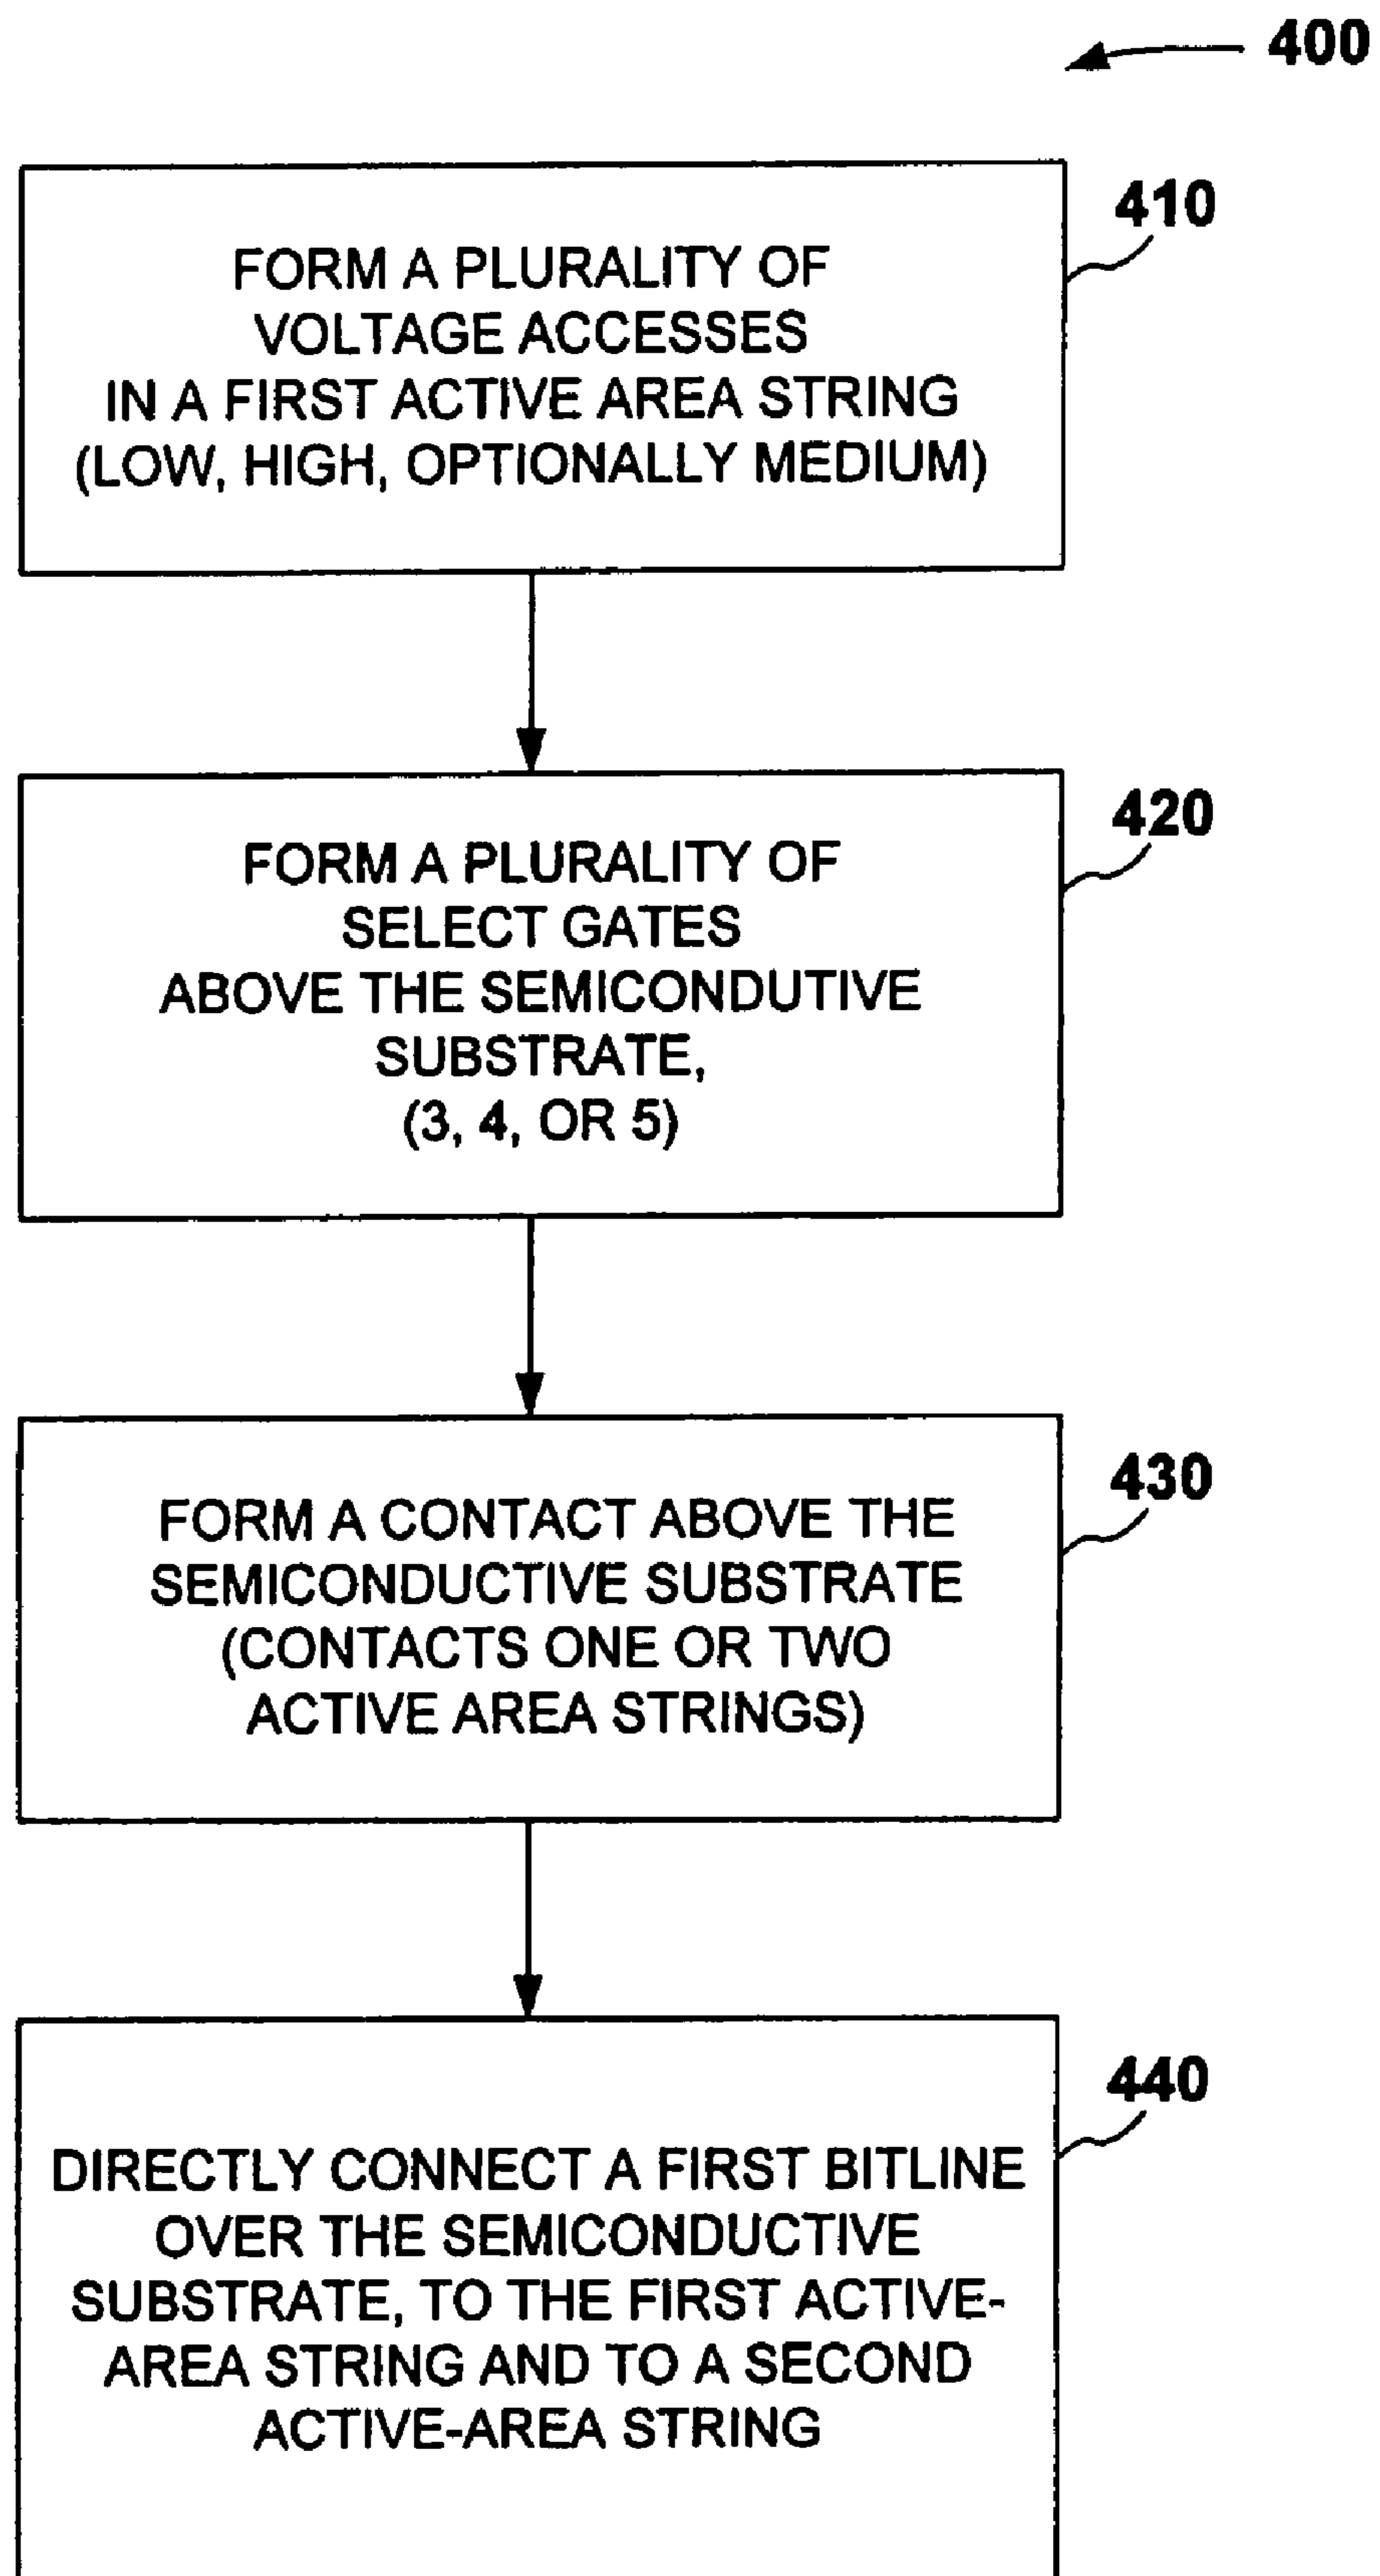 400
410
FORM A PLURALITY OF
VOLTAGE ACCESSES
IN A FIRST ACTIVE AREA STRING
(LOW, HIGH, OPTIONALLY MEDIUM)
420
FORM A PLURALITY OF
SELECT GATES
ABOVE THE SEMICONDUTIVE
SUBSTRATE,
(3, 4, OR 5)
430
FORM A CONTACT ABOVE THE
SEMICONDUCTIVE SUBSTRATE
(CONTACTS ONE OR TWO
ACTIVE AREA STRINGS)
440
DIRECTLY CONNECT A FIRST BITLINE
OVER THE SEMICONDUCTIVE
SUBSTRATE, TO THE FIRST ACTIVE-
AREA STRING AND TO A SECOND
ACTIVE-AREA STRING